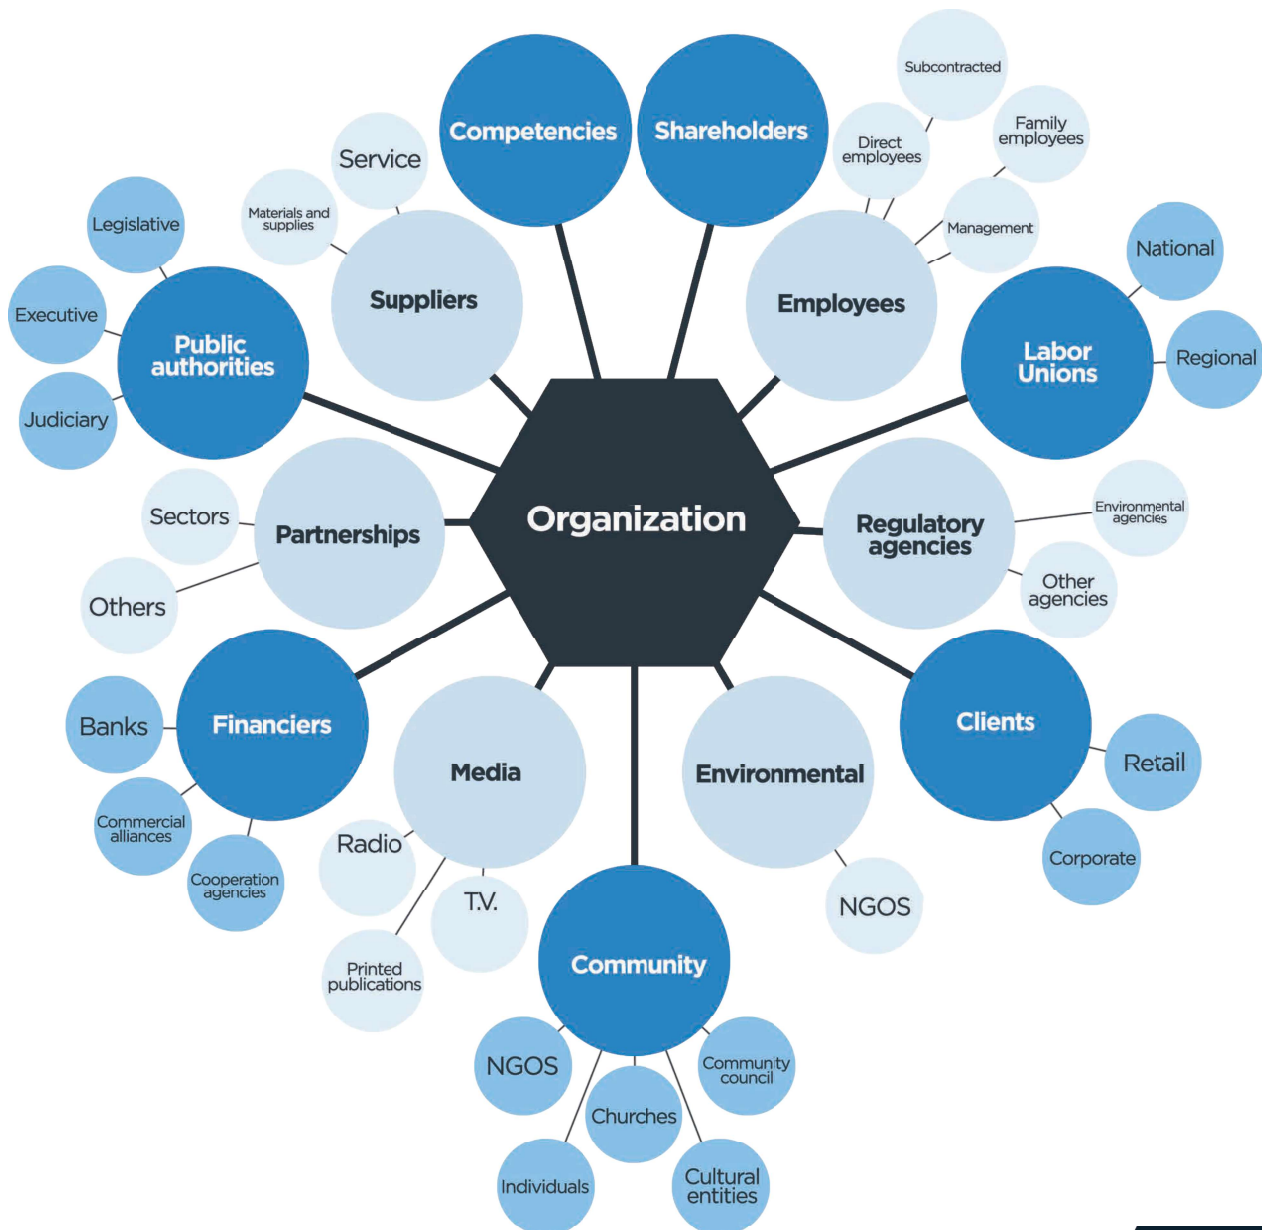 Subcontracted
Competencies
Shareholders
Family
employees
Direct
employees
Service
Materials and
supplies
Legislative
Management
National
Suppliers
Employees
Executive
Public
authorities
Labor
Unions
Regional
Judiciary
Sectors
Partnerships
Organization
Regulatory
agencies
Environmental
agencies
Others
Other
agencies
Banks
Financiers
Media
Environmental
Clients
Retail
Commercial
alliances
Radio
Corporate
Cooperation
agencies
T.V.
NGOS
Printed
publications
Community
NGOS
Community
council
Churches
Individuals
Cultural
entities